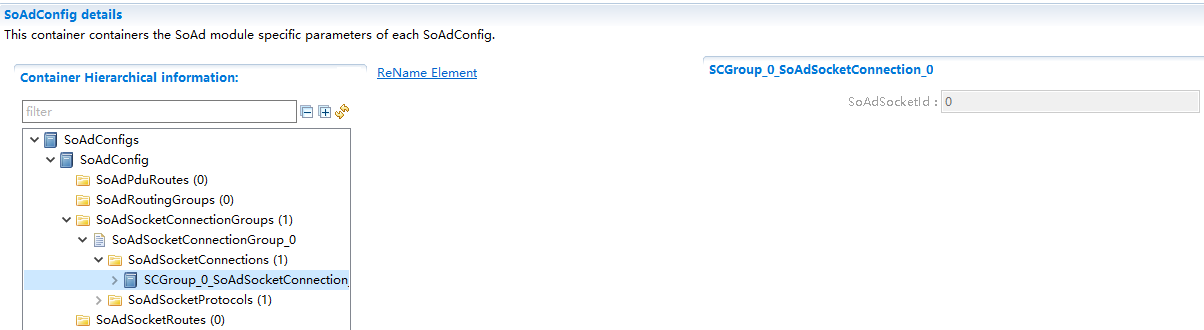 SoAdConfig details
This container containers the SoAd module specific parameters of each SoAdConfig.
Container Hierarchical information:
ReName Element
SCGroup_0_SoAdSocketConnection_0
SoAdSocketId : 0
filter
SoAdConfigs
SoAdConfig
SoAdPduRoutes (0)
SoAdRoutingGroups (0)
SoAdSocketConnectionGroups (1)
SoAdSocketConnectionGroup_0
SoAdSocketConnections (1)
SCGroup_0_SoAdSocketConnection_
SoAdSocketProtocols (1)
SoAdSocketRoutes (0)